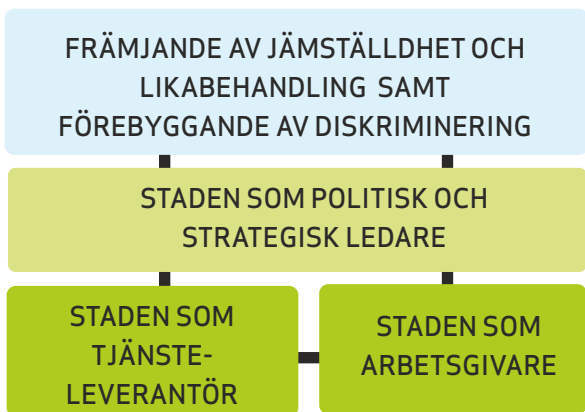 FRÄMJANDE AV JÄMSTÄLLDHET OCH
LIKABEHANDLING SAMT
FÖREBYGGANDE AV DISKRIMINERING
STADEN SOM POLITISK OCH
STRATEGISK LEDARE
STADEN SOM
TJÄNSTE-
LEVERANTÖR
STADEN SOM
ARBETSGIVARE